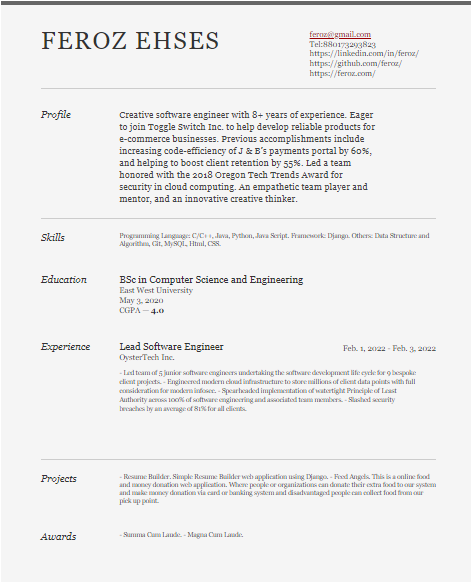 FEROZ EHSES
feroz@gmail.com
Tel:880173293823
https://linkedin.com/in/feroz/
https://github.com/feroz/
https://feroz.com/
Profile
Creative software engineer with 8+ years of experience. Eager
to join Toggle Switch Inc. to help develop reliable products for
e-commerce businesses. Previous accomplishments include
increasing code-efficiency of J & B's payments portal by 60%,
and helping to boost client retention by 55%. Led a team
honored with the 2018 Oregon Tech Trends Award for
security in cloud computing. An empathetic team player and
mentor, and an innovative creative thinker.
Skills
Programming Language: C/C++, Java, Python, Java Script. Framework: Django. Others: Data Structure and
Algorithm, Git, MySQL, Html, CSS.
Education
BSc in Computer Science and Engineering
East West University
May 3, 2020
CGPA — 4.0
Experience
Lead Software Engineer
Feb. 1, 2022 - Feb. 3, 2022
OysterTech Inc.
- Led team of 5 junior software engineers undertaking the software development life cycle for 9 bespoke
client projects. - Engineered modern cloud infrastructure to store millions of client data points with full
consideration for modern infosec. - Spearheaded implementation of watertight Principle of Least
Authority across 100% of software engineering and associated team members. - Slashed security
breaches by an average of 81% for all clients.
Projects
- Resume Builder. Simple Resume Builder web application using Django. - Feed Angels. This is a online food
and money donation web application. Where people or organizations can donate their extra food to our system
and make money donation via card or banking system and disadvantaged people can collect food from our
pick up point.
Awards
- Summa Cum Laude. - Magna Cum Laude.